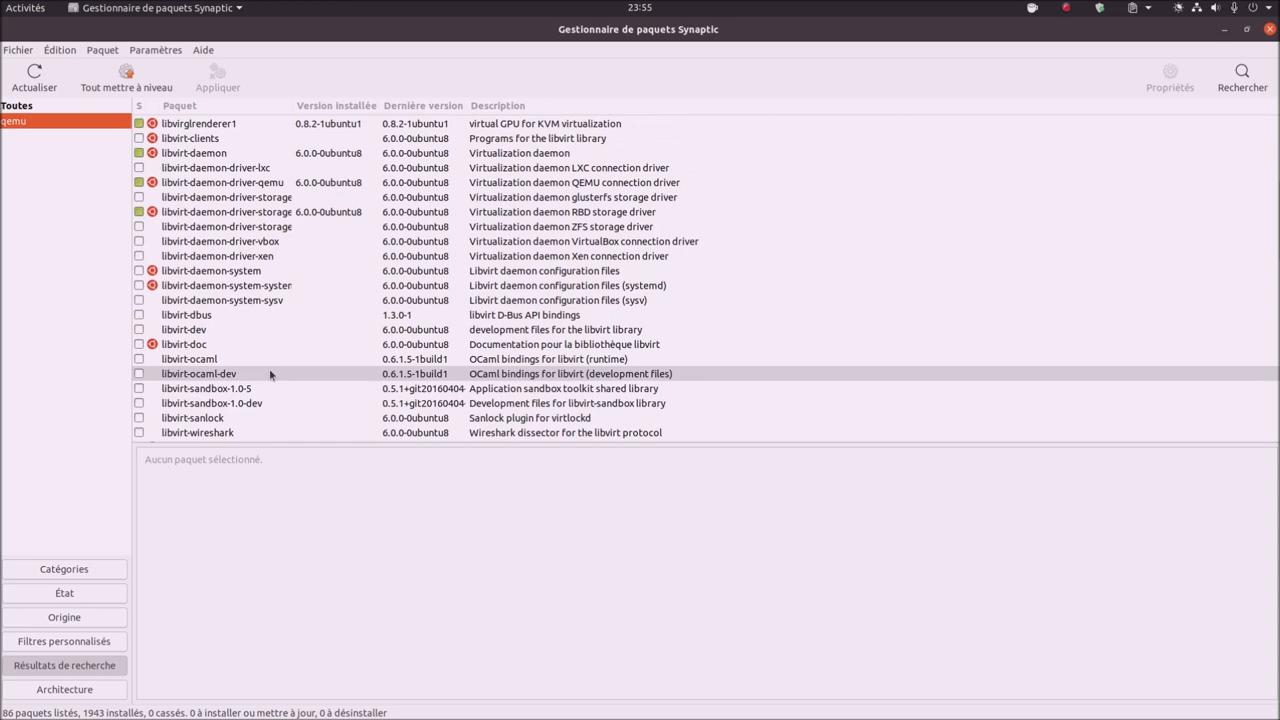 Activités Gestionnaire de paquets Synaptic 23:55
Gestionnaire de paquets Synaptic
Fichier Édition Paquet Paramètres Aide
Actualiser Tout mettre à niveau Appliquer Propriétés Rechercher
Toutes
qemu
S Paquet Version installée Dernière version Description
libvirglrenderer1 0.8.2-1ubuntu1 0.8.2-1ubuntu1 virtual GPU for KVM virtualization
libvirt-clients 6.0.0-0ubuntu8 Programs for the libvirt library
libvirt-daemon 6.0.0-0ubuntu8 6.0.0-0ubuntu8 Virtualization daemon
libvirt-daemon-driver-lxc 6.0.0-0ubuntu8 Virtualization daemon LXC connection driver
libvirt-daemon-driver-qemu 6.0.0-0ubuntu8 6.0.0-0ubuntu8 Virtualization daemon QEMU connection driver
libvirt-daemon-driver-storage 6.0.0-0ubuntu8 Virtualization daemon glusterfs storage driver
libvirt-daemon-driver-storage 6.0.0-0ubuntu8 6.0.0-0ubuntu8 Virtualization daemon RBD storage driver
libvirt-daemon-driver-storage 6.0.0-0ubuntu8 Virtualization daemon ZFS storage driver
libvirt-daemon-driver-vbox 6.0.0-0ubuntu8 Virtualization daemon VirtualBox connection driver
libvirt-daemon-driver-xen 6.0.0-0ubuntu8 Virtualization daemon Xen connection driver
libvirt-daemon-system 6.0.0-0ubuntu8 Libvirt daemon configuration files
libvirt-daemon-system-system 6.0.0-0ubuntu8 Libvirt daemon configuration files (systemd)
libvirt-daemon-system-sysv 6.0.0-0ubuntu8 Libvirt daemon configuration files (sysv)
libvirt-dbus 1.3.0-1 libvirt D-Bus API bindings
libvirt-dev 6.0.0-0ubuntu8 development files for the libvirt library
libvirt-doc 6.0.0-0ubuntu8 Documentation pour la bibliothèque libvirt
libvirt-ocaml 0.6.1.5-1build1 OCaml bindings for libvirt (runtime)
libvirt-ocaml-dev 0.6.1.5-1build1 OCaml bindings for libvirt (development files)
libvirt-sandbox-1.0-5 0.5.1+git20160404- Application sandbox toolkit shared library
libvirt-sandbox-1.0-dev 0.5.1+git20160404- Development files for libvirt-sandbox library
libvirt-sanlock 6.0.0-0ubuntu8 Sanlock plugin for virtlockd
libvirt-wireshark 6.0.0-0ubuntu8 Wireshark dissector for the libvirt protocol
Aucun paquet sélectionné.
Catégories
État
Origine
Filtres personnalisés
Résultats de recherche
Architecture
86 paquets listés, 1943 installés, 0 cassés. 0 à installer ou mettre à jour, 0 à désinstaller